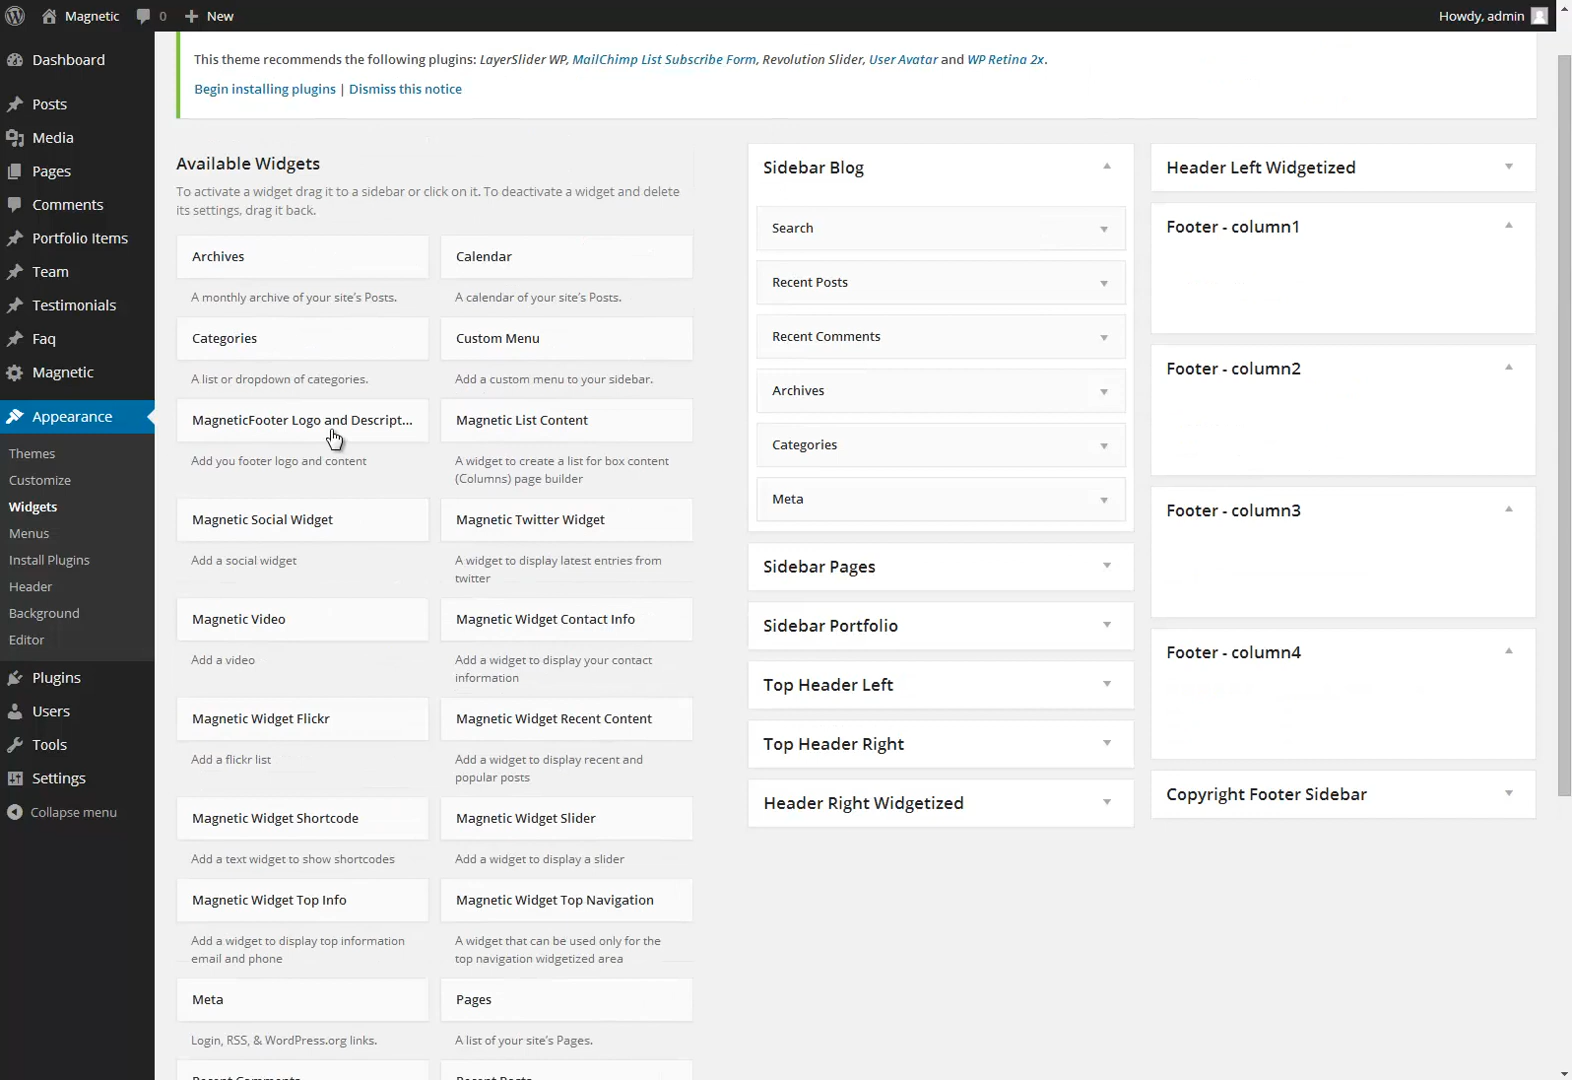 Magnetic
0
New
Howdy, admin
Dashboard
Posts
Media
Pages
Comments
Portfolio Items
Team
Testimonials
Faq
Magnetic
Appearance
Themes
Customize
Widgets
Menus
Install Plugins
Header
Background
Editor
Plugins
Users
Tools
Settings
Collapse menu
This theme recommends the following plugins: LayerSlider WP, MailChimp List Subscribe Form, Revolution Slider, User Avatar and WP Retina 2x.
Begin installing plugins | Dismiss this notice
Available Widgets
To activate a widget drag it to a sidebar or click on it. To deactivate a widget and delete
its settings, drag it back.
Archives
A monthly archive of your site's Posts.
Calendar
A calendar of your site's Posts.
Categories
A list or dropdown of categories.
Custom Menu
Add a custom menu to your sidebar.
MagneticFooter Logo and Descript...
Add you footer logo and content
Magnetic List Content
A widget to create a list for box content
(Columns) page builder
Magnetic Social Widget
Add a social widget
Magnetic Twitter Widget
A widget to display latest entries from
twitter
Magnetic Video
Add a video
Magnetic Widget Contact Info
Add a widget to display your contact
information
Magnetic Widget Flickr
Add a flickr list
Magnetic Widget Recent Content
Add a widget to display recent and
popular posts
Magnetic Widget Shortcode
Add a text widget to show shortcodes
Magnetic Widget Slider
Add a widget to display a slider
Magnetic Widget Top Info
Add a widget to display top information
email and phone
Magnetic Widget Top Navigation
A widget that can be used only for the
top navigation widgetized area
Meta
Login, RSS, & WordPress.org links.
Pages
A list of your site's Pages.
Recent Comments
Recent Posts
Sidebar Blog
Search
Recent Posts
Recent Comments
Archives
Categories
Meta
Sidebar Pages
Sidebar Portfolio
Top Header Left
Top Header Right
Header Right Widgetized
Header Left Widgetized
Footer - column1
Footer - column2
Footer - column3
Footer - column4
Copyright Footer Sidebar